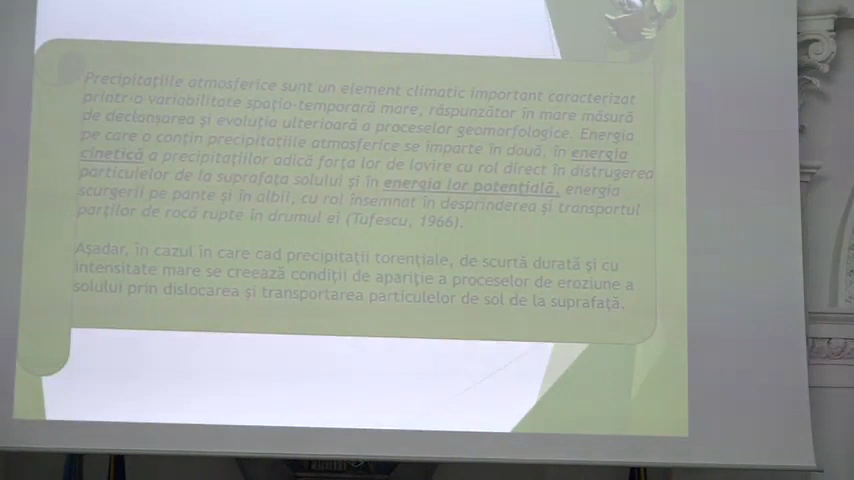 Precipitațiile atmosferice sunt un element climatic important caracterizat
printr-o variabilitate spațio-temporară mare, răspunzător în mare măsură
de declanșarea și evoluția ulterioară a proceselor geomorfologice. Energia
pe care o conțin precipitațiile atmosferice se împarte în două, în energia
cinetică a precipitațiilor adică forța lor de lovire cu rol direct în distrugerea
particulelor de la suprafața solului și în energia lor potențială, energia
scurgerii pe pante și în albii, cu rol însemnat în desprinderea și transportul
părților de rocă rupte în drumul ei (Tufescu, 1966).
Așadar, în cazul în care cad precipitații torențiale, de scurtă durată și cu
intensitate mare se creează condiții de apariție a proceselor de eroziune a
solului prin dislocarea și transportarea particulelor de sol de la suprafață.